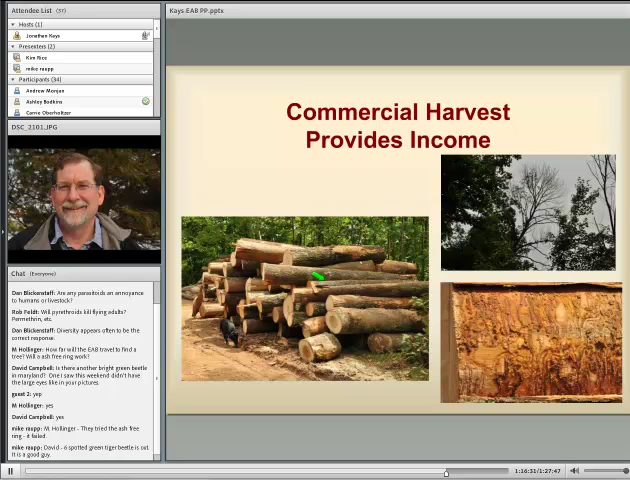 Attendee List (37)
Hosts (1)
Jonathan Kays
Presenters (2)
Kim Rice
mike raupp
Participants (34)
Andrew Monjan
Ashley Bodkins
Carrie Oberholtzer
DSC_2101.JPG
Chat (Everyone)
Dan Blickenstaff: Are any parasitoids an annoyance
to humans or livestock?
Rob Feldt: Will pyrethroids kill flying adults?
Permethrin, etc.
Dan Blickenstaff: Diversity appears often to be the
correct response.
M Hollinger: How far will the EAB travel to find a
tree? Will a ash free ring work?
David Campbell: Is there another bright green beetle
in maryland? One I saw this weekend didn't have
the large eyes like in your pictures.
guest 2: yep
M Hollinger: yes
David Campbell: yes
mike raupp: M. Hollinger - They tried the ash free
ring - it failed.
mike raupp: David - 6 spotted green tiger beetle is out
It is a good guy.
Kays EAB PP.pptx
Commercial Harvest
Provides Income
1:16:31/1:27:47